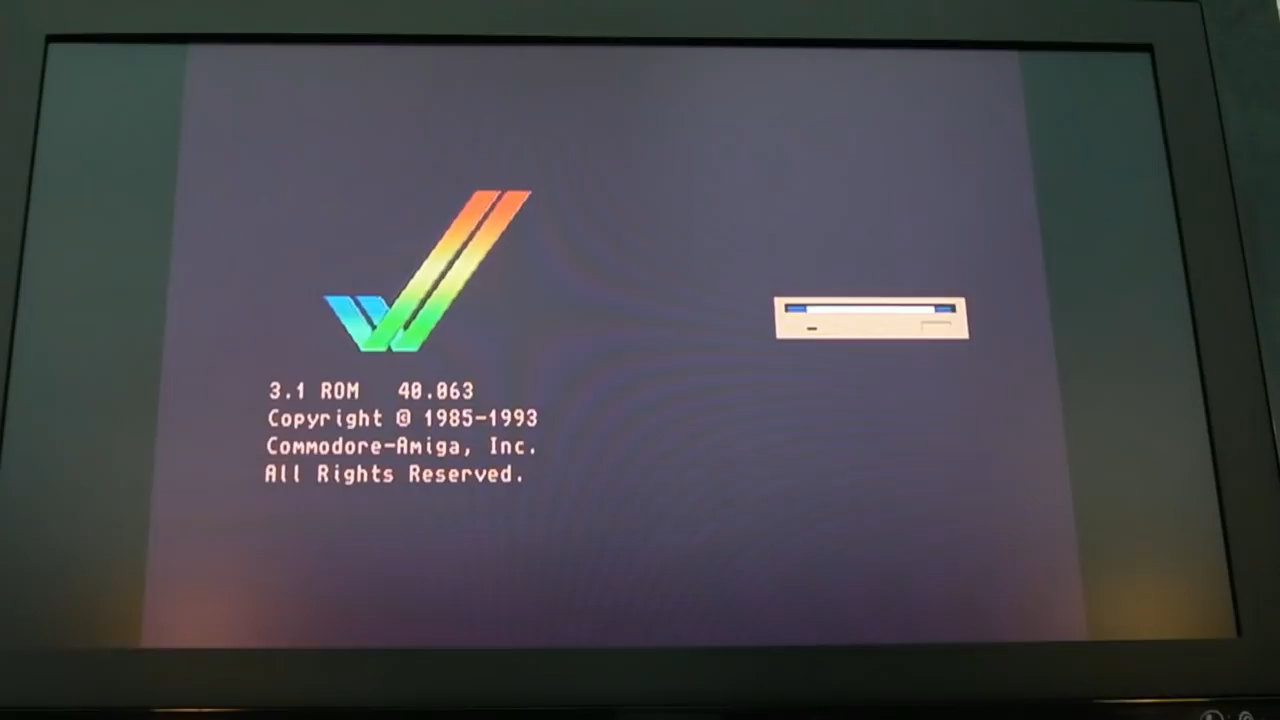 3.1 ROM   40.063
Copyright © 1985-1993
Commodore-Amiga, Inc.
All Rights Reserved.